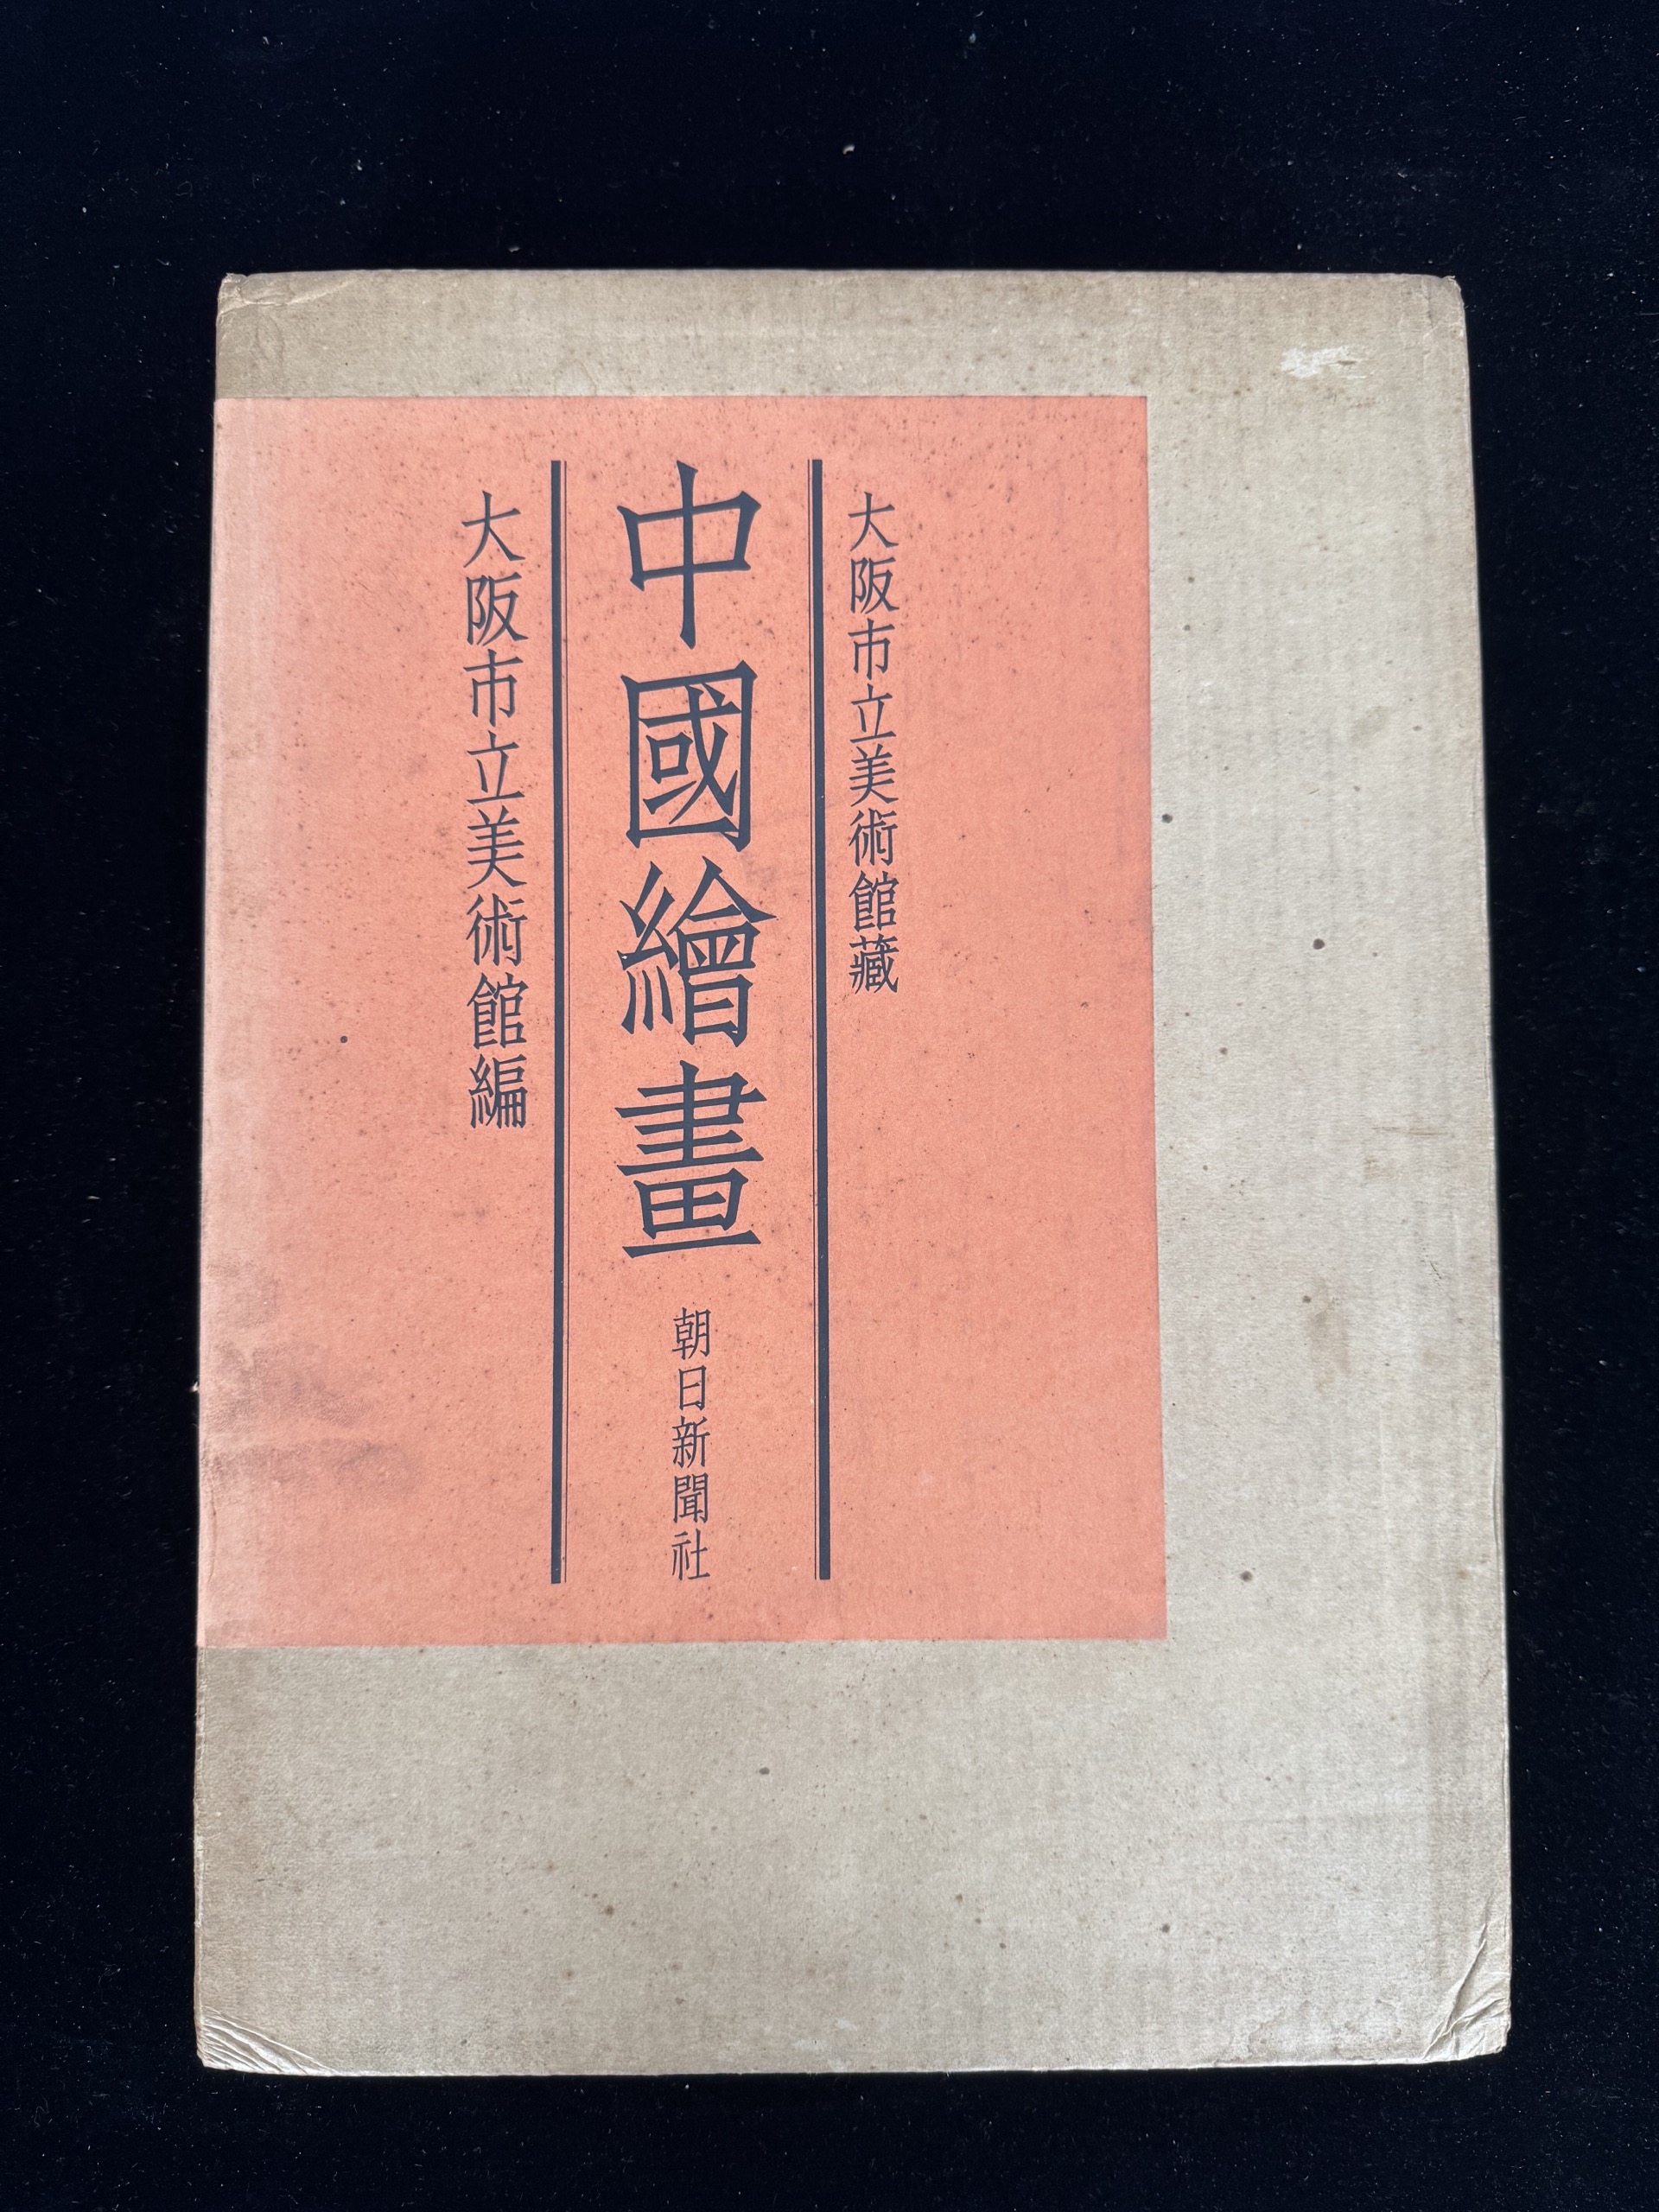 大阪市立美術館藏
中國繪畫
朝日新聞社
大阪市立美術館編